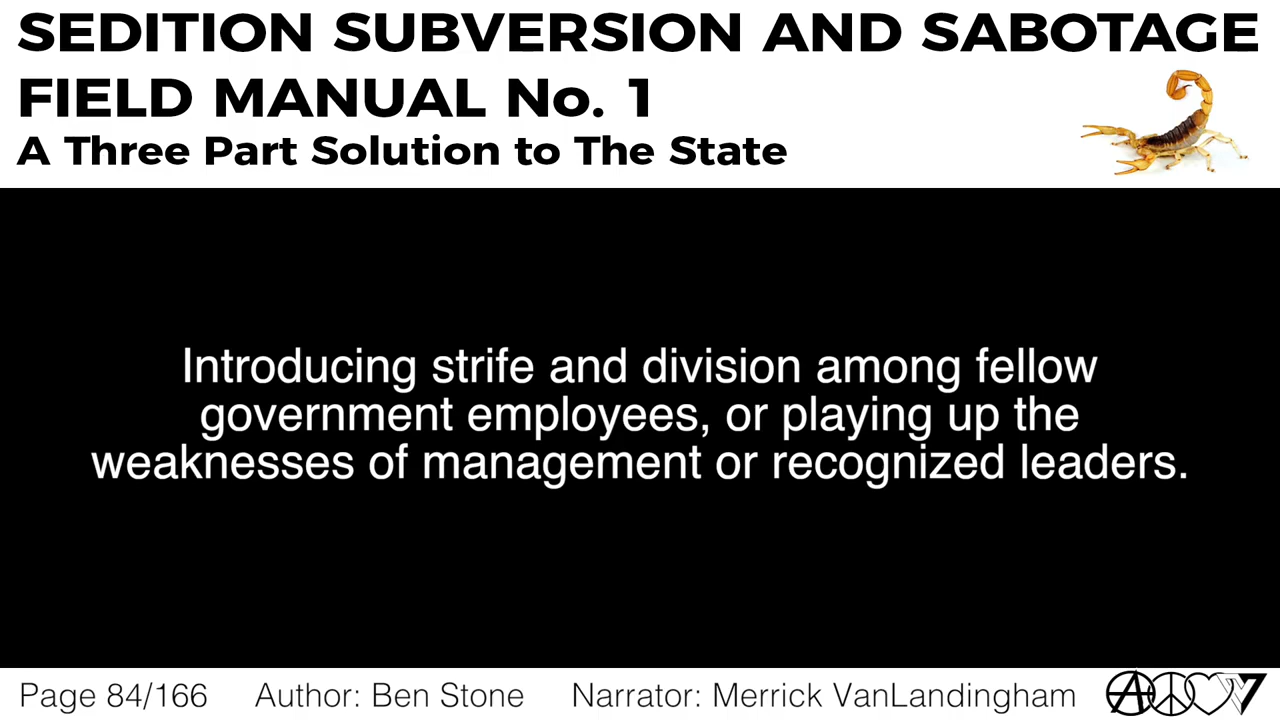 SEDITION SUBVERSION AND SABOTAGE
FIELD MANUAL No. 1
A Three Part Solution to The State
Introducing strife and division among fellow
government employees, or playing up the
weaknesses of management or recognized leaders.
Page 84/166 Author: Ben Stone Narrator: Merrick VanLandingham